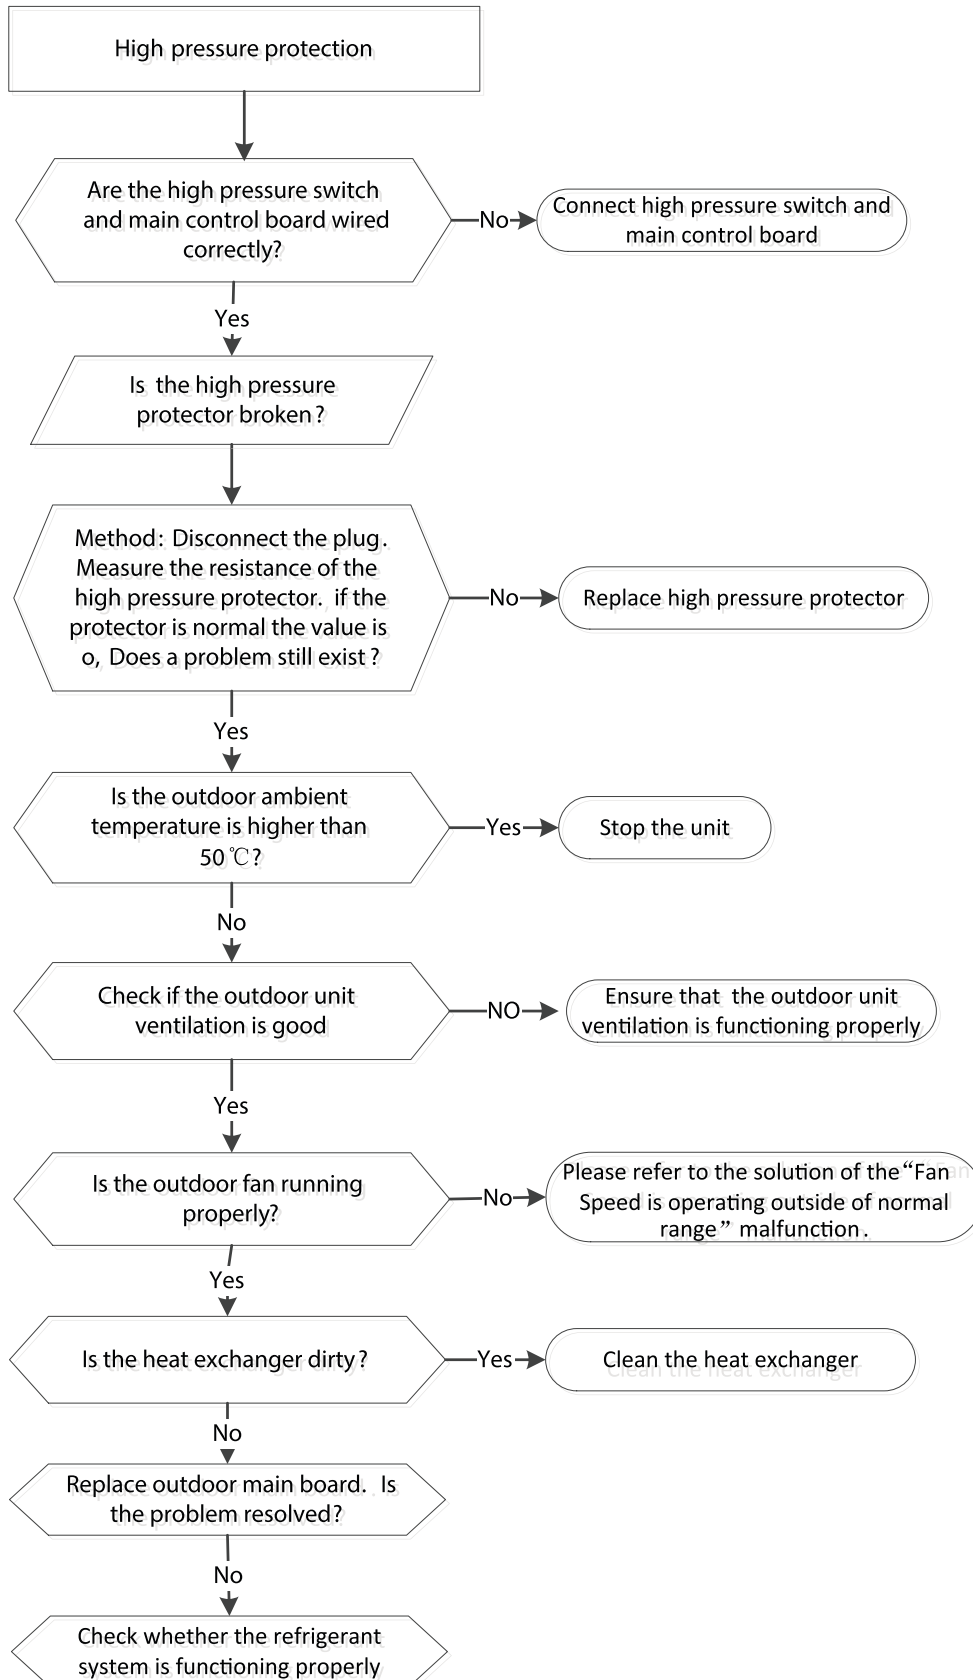 High pressure protection
Are the high pressure switch
and main control board wired
correctly?
No
Connect high pressure switch and
main control board
Yes
Is the high pressure
protector broken?
Method: Disconnect the plug.
Measure the resistance of the
high pressure protector. if the
protector is normal the value is
o, Does a problem still exist?
No
Replace high pressure protector
Yes
Is the outdoor ambient
temperature is higher than
50℃?
Yes
Stop the unit
No
Check if the outdoor unit
ventilation is good
NO
Ensure that the outdoor unit
ventilation is functioning properly
Yes
Is the outdoor fan running
properly?
No
Please refer to the solution of the “Fan
Speed is operating outside of normal
range” malfunction.
Yes
Is the heat exchanger dirty?
Yes
Clean the heat exchanger
No
Replace outdoor main board. Is
the problem resolved?
No
Check whether the refrigerant
system is functioning properly